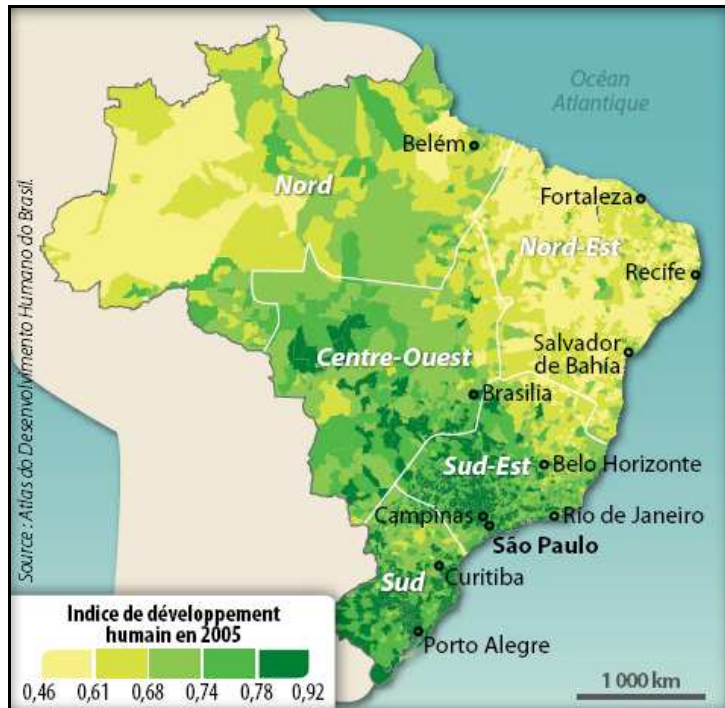 Océan
Atlantique
Belém
Nord
Fortaleza
Nord-Est
Recife
Salvador
de Bahía
Centre-Ouest
Brasilia
Sud-Est
Belo Horizonte
Campinas
Río de Janeiro
São Paulo
Sud
Curitiba
Porto Alegre
Source : Atlas do Desenvolvimento Humano do Brasil.
Indice de développement
humain en 2005
0,46 0,61 0,68 0,74 0,78 0,92
1 000 km